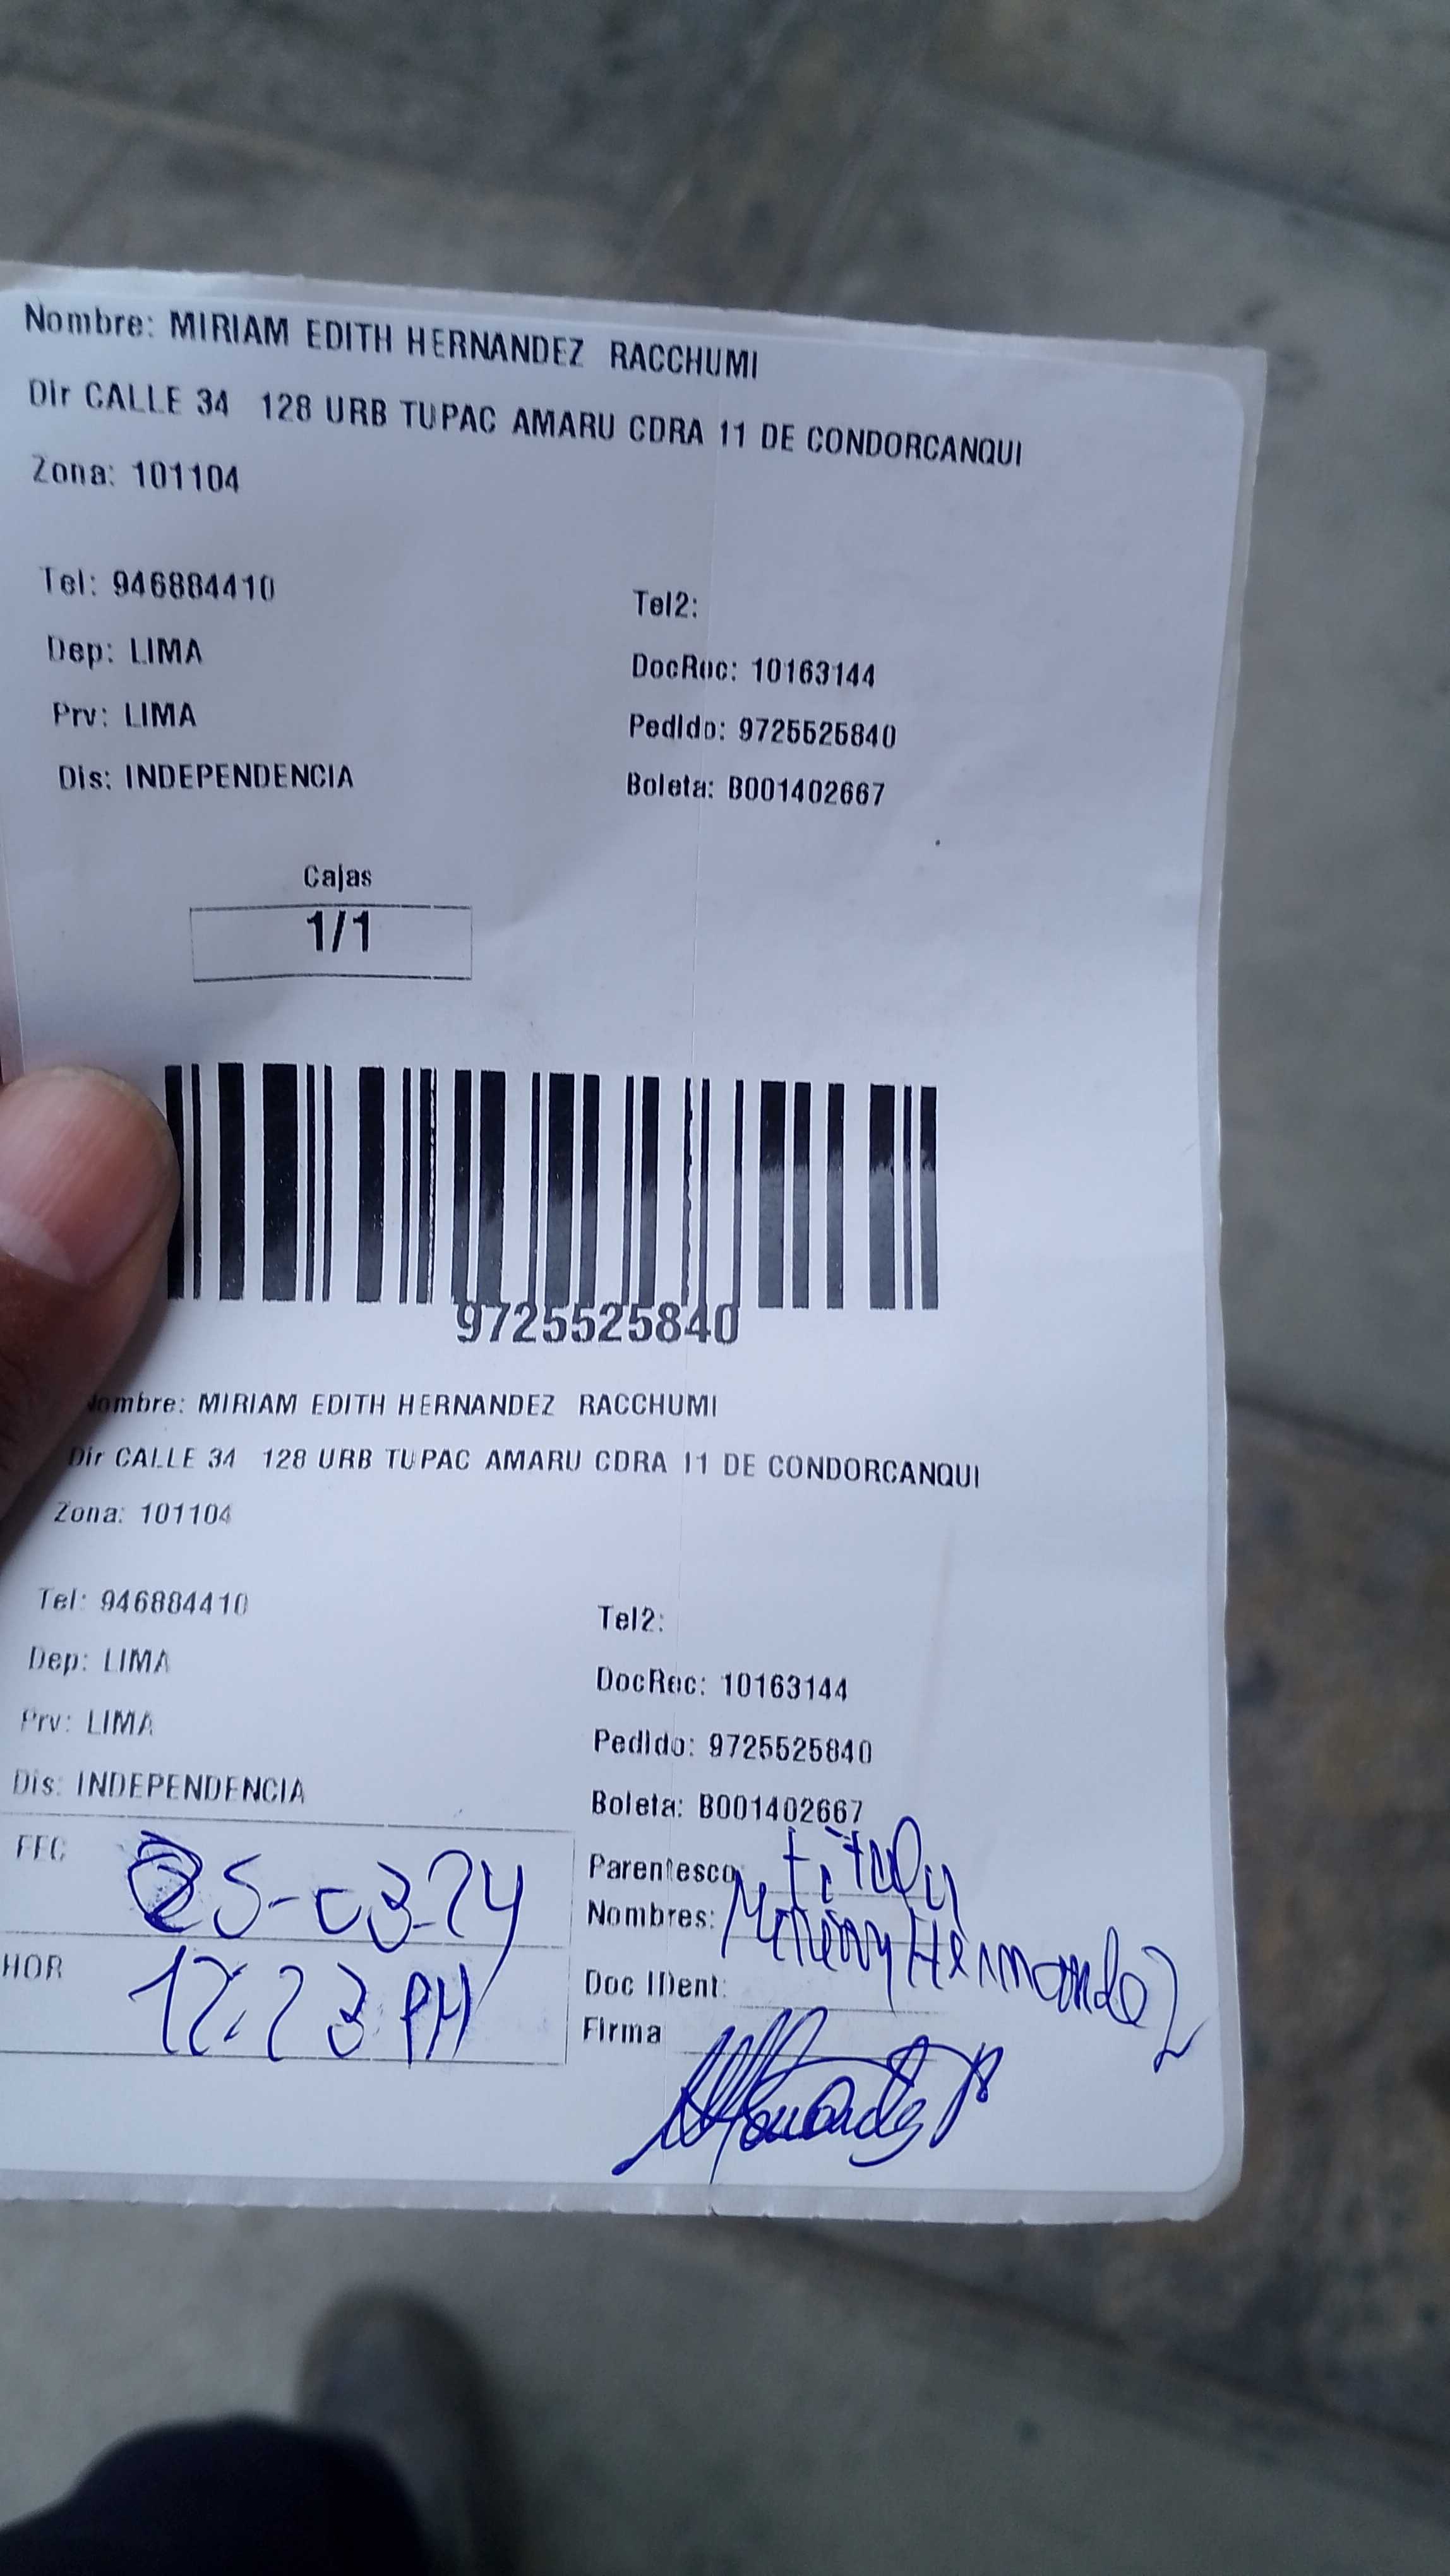 Nombre: MIRIAM EDITH HERNANDEZ RACCHUMI
Dir CALLE 34 128 URB TUPAC AMARU CDRA 11 DE CONDORCANQUI
Zona: 101104
Tel: 946884410
Tel2:
Dep: LIMA
DocRec: 10163144
Prv: LIMA
Pedido: 9725525840
Dis: INDEPENDENCIA
Boleta: B001402667
Cajas
1/1
9725525840
Nombre: MIRIAM EDITH HERNANDEZ RACCHUMI
Dir CALLE 34 128 URB TUPAC AMARU CDRA 11 DE CONDORCANQUI
Zona: 101104
Tel: 946884410
Tel2:
Dep: LIMA
DocRec: 10163144
Prv: LIMA
Pedido: 9725525840
Dis: INDEPENDENCIA
Boleta: B001402667
FEC 25-03-24
Parentesco:
Nombres: Hernandez
HOR 12:23 PM
Doc IDent:
Firma